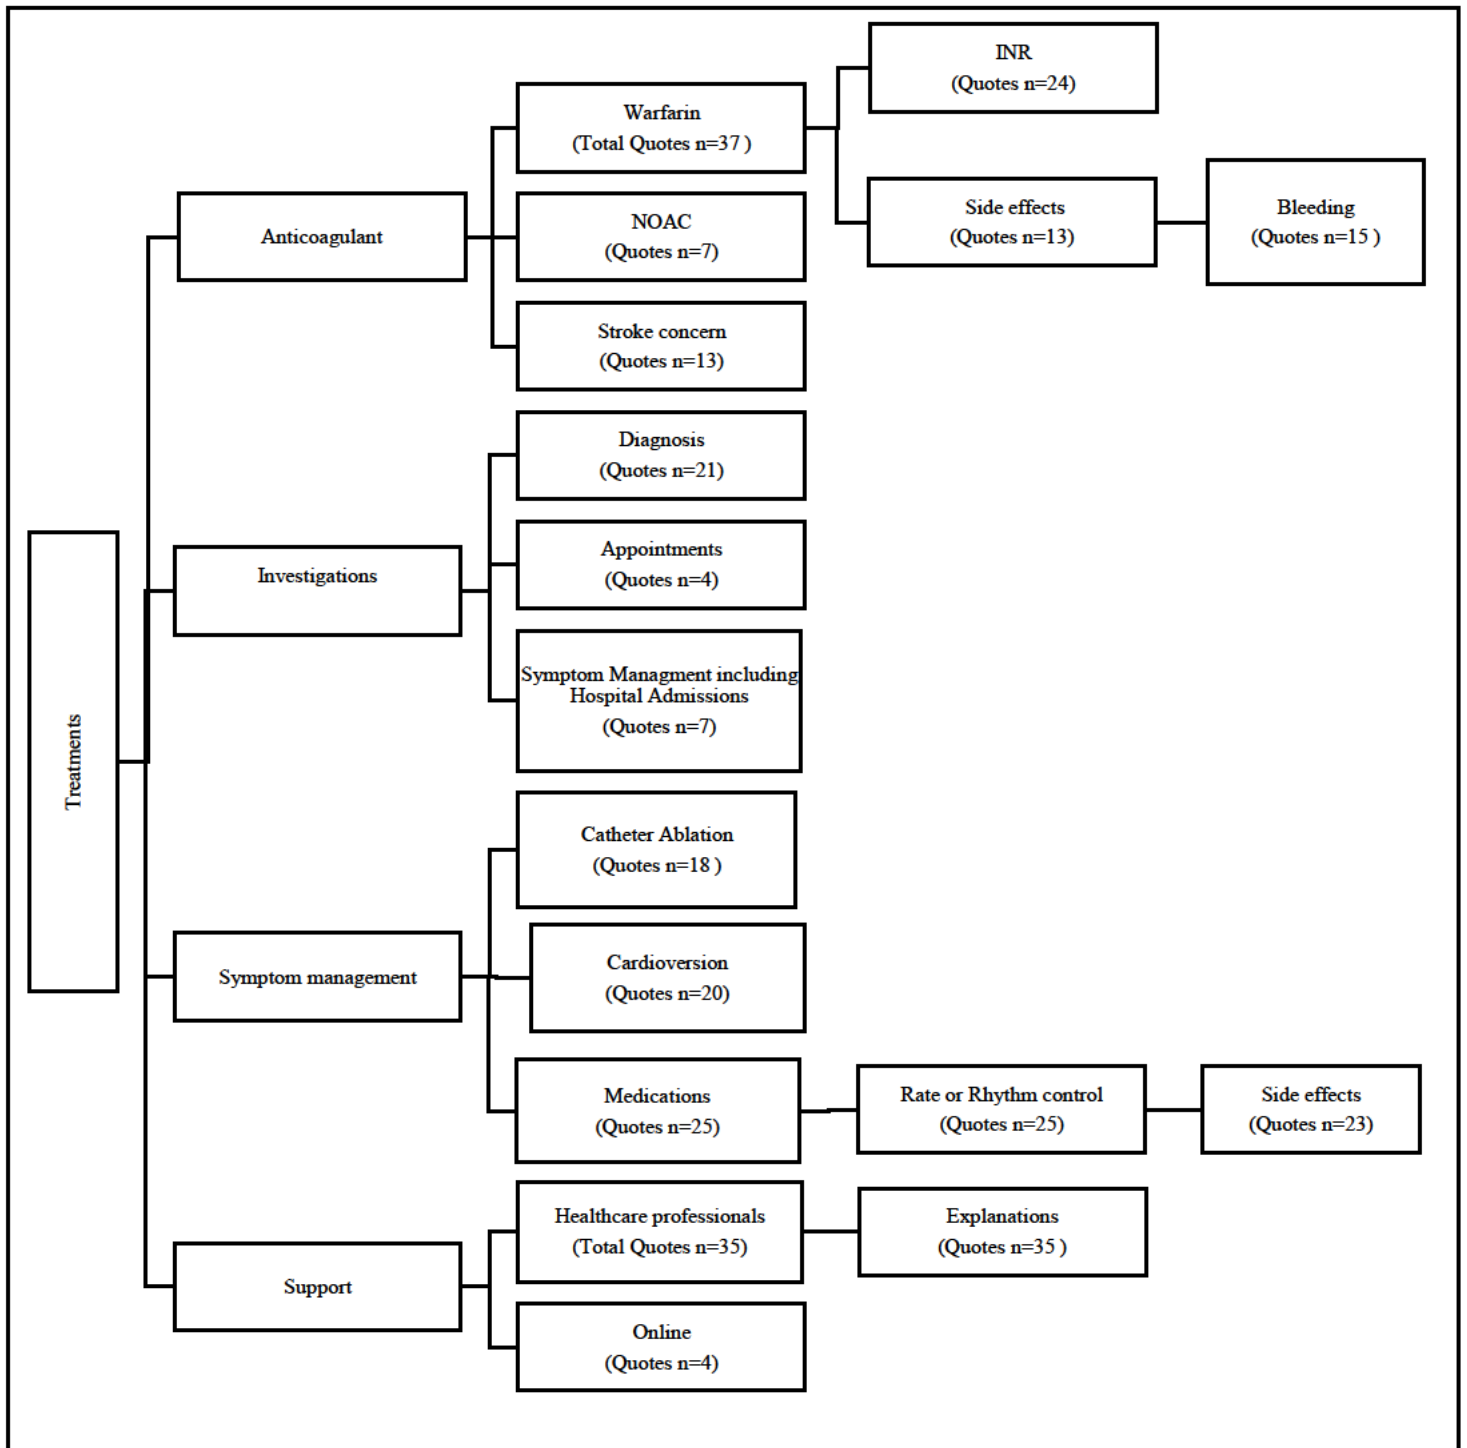 Treatments
Anticoagulant
Warfarin
(Total Quotes n=37 )
INR
(Quotes n=24)
Side effects
(Quotes n=13)
Bleeding
(Quotes n=15 )
NOAC
(Quotes n=7)
Stroke concern
(Quotes n=13)
Investigations
Diagnosis
(Quotes n=21)
Appointments
(Quotes n=4)
Symptom Managment including
Hospital Admissions
(Quotes n=7)
Symptom management
Catheter Ablation
(Quotes n=18 )
Cardioversion
(Quotes n=20)
Medications
(Quotes n=25)
Rate or Rhythm control
(Quotes n=25)
Side effects
(Quotes n=23)
Support
Healthcare professionals
(Total Quotes n=35)
Explanations
(Quotes n=35 )
Online
(Quotes n=4)